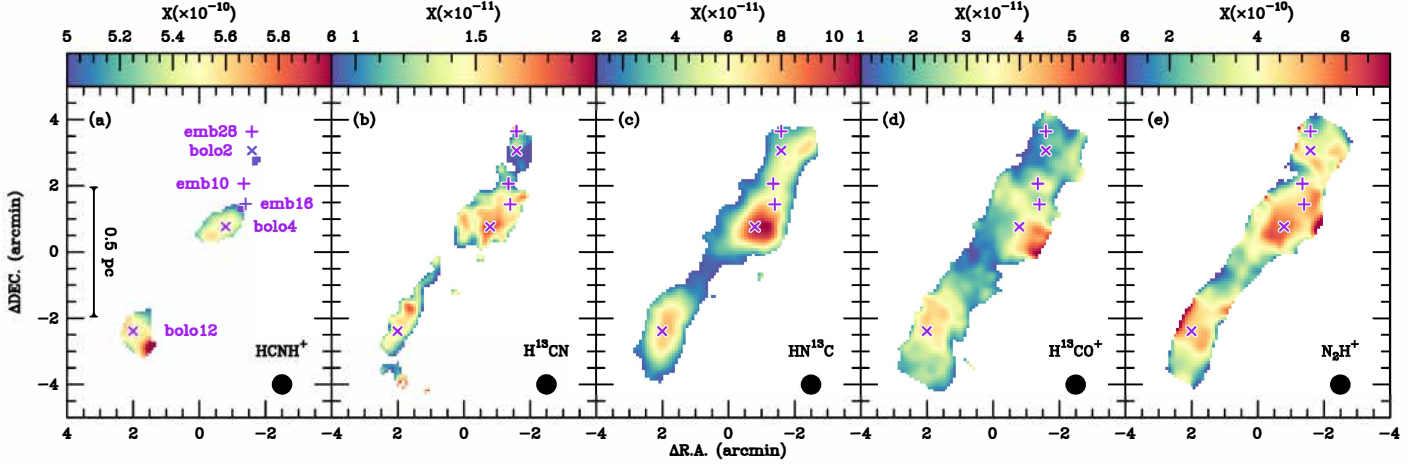 X(×10⁻¹⁰) X(×10⁻¹¹) X(×10⁻¹¹) X(×10⁻¹¹) X(×10⁻¹⁰)
5 5.2 5.4 5.6 5.8 6 1 1.5 2 2 4 6 8 10 1 2 3 4 5 6 2 4 6
(a) (b) (c) (d) (e)
4
2
0
−2
−4
ΔDEC. (arcmin)
emb28
bolo2
emb10
emb16
bolo4
0.5 pc
bolo12
HCNH⁺ H¹³CN HN¹³C H¹³CO⁺ N₂H⁺
4 2 0 −2 2 0 −2 2 0 −2 2 0 −2 2 0 −2 −4
ΔR.A. (arcmin)